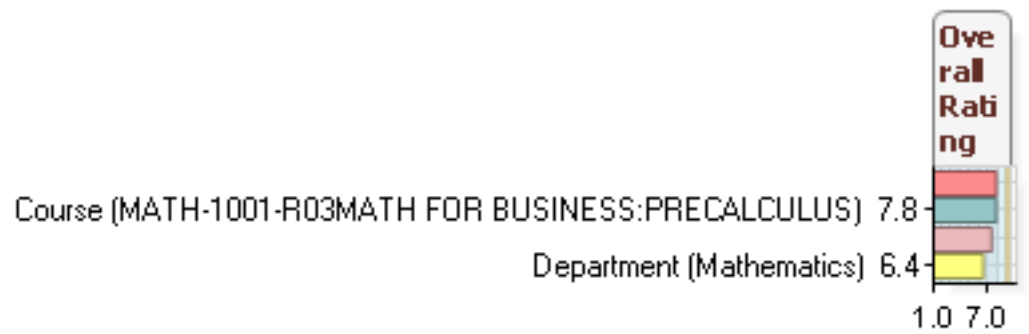 Ove
rall
Rati
ng
Course (MATH-1001-R03MATH FOR BUSINESS:PRECALCULUS) 7.8
Department (Mathematics) 6.4
1.0 7.0